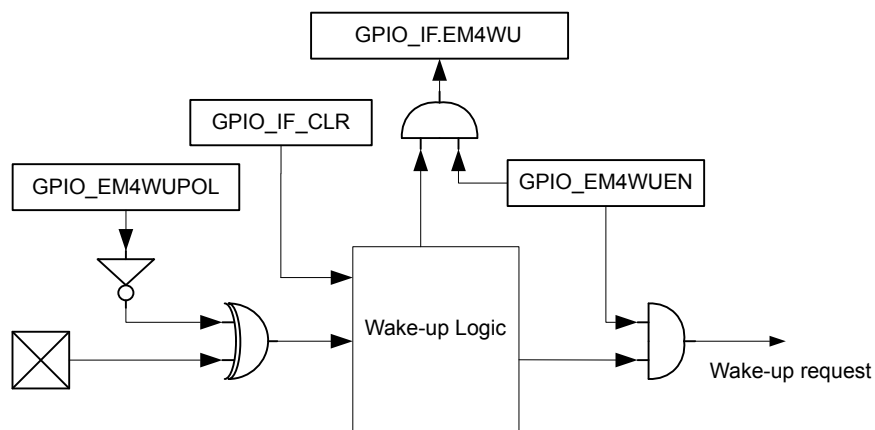 GPIO_IF.EM4WU
GPIO_IF_CLR
GPIO_EM4WUPOL
GPIO_EM4WUEN
Wake-up Logic
Wake-up request